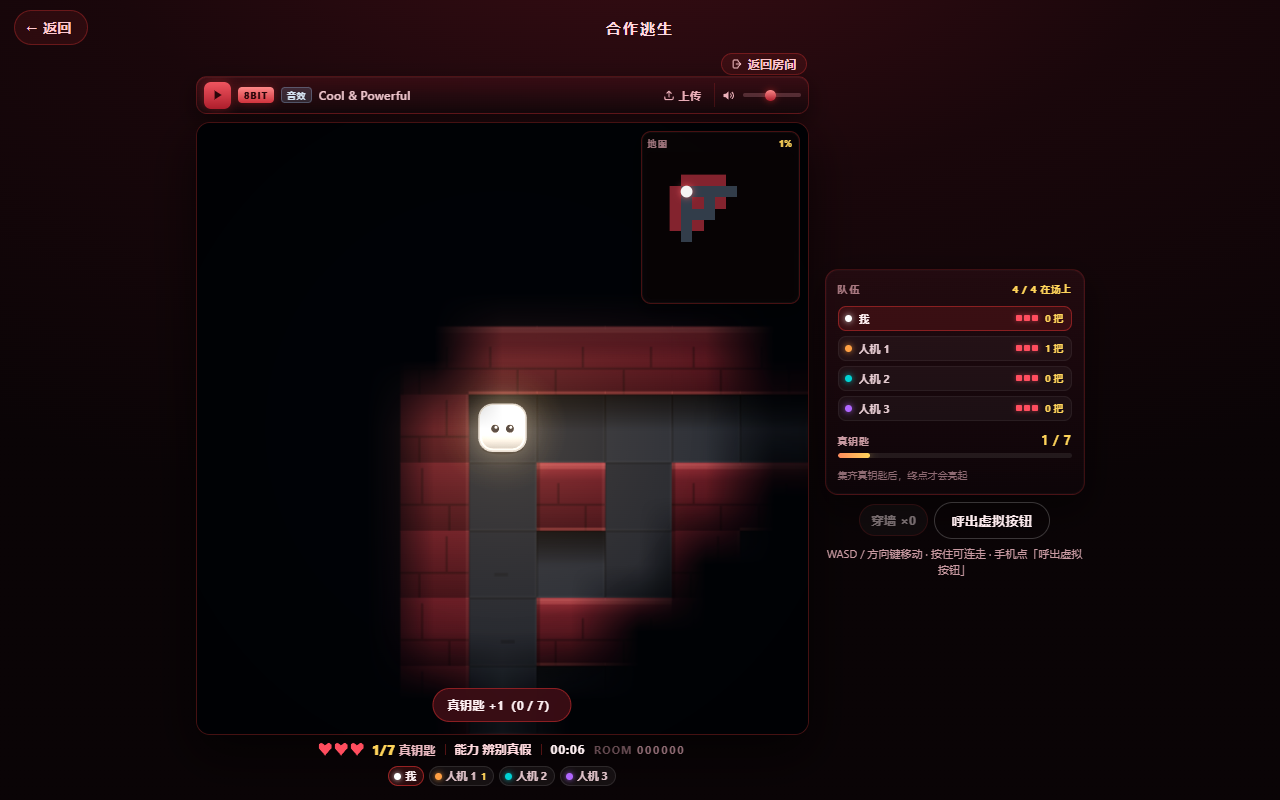 ← 返回
合作逃生
返回房间
8BIT 音效 Cool & Powerful 上传
地图 1%
队伍 4 / 4 在场上
我 0 把
人机 1 1 把
人机 2 0 把
人机 3 0 把
真钥匙 1 / 7
集齐真钥匙后，终点才会亮起
穿墙 ×0 呼出虚拟按钮
WASD / 方向键移动 · 按住可连走 · 手机点「呼出虚拟
按钮」
真钥匙 +1（0 / 7）
1/7 真钥匙 能力 辨别真假 00:06 ROOM 000000
我 人机 1 1 人机 2 人机 3